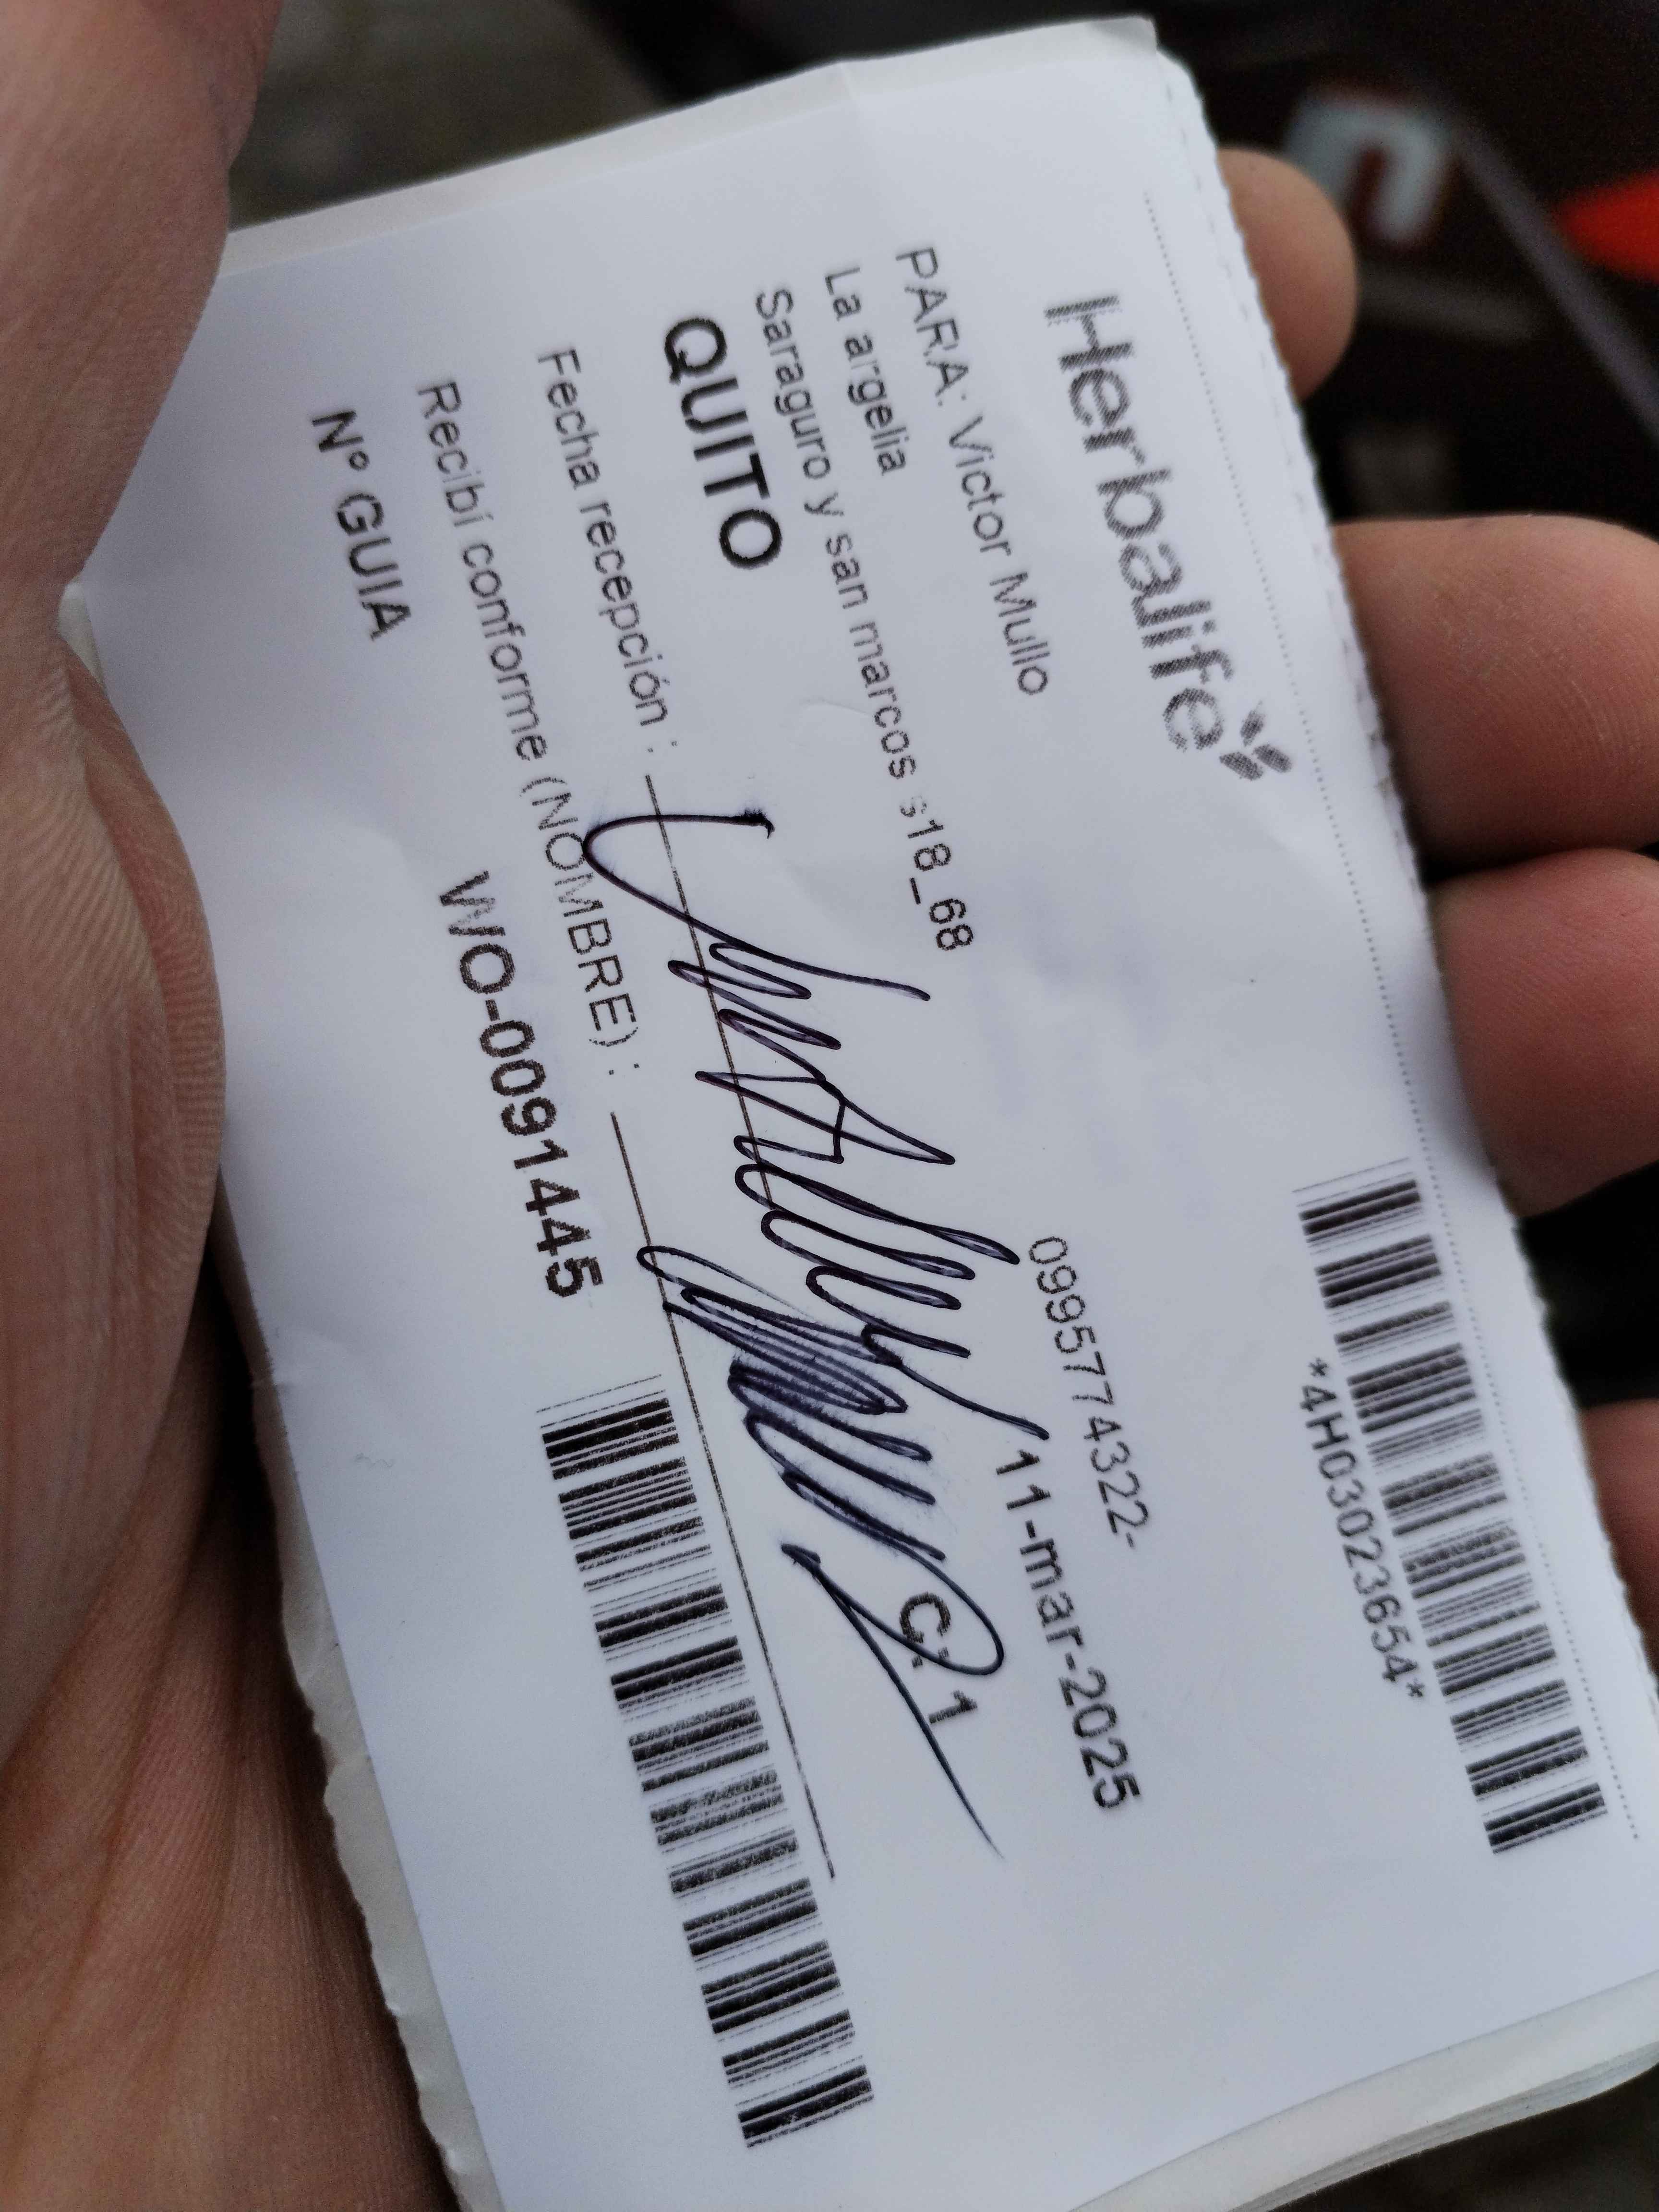 Herbalife
*4H03023654*
PARA: Victor Mullo
La argelia
0995774322-
Saraguro y san marcos s18_68
QUITO
11-mar-2025
Fecha recepción :
C: 1
Recibí conforme (NOMBRE) :
Nº GUIA
WO-0091445